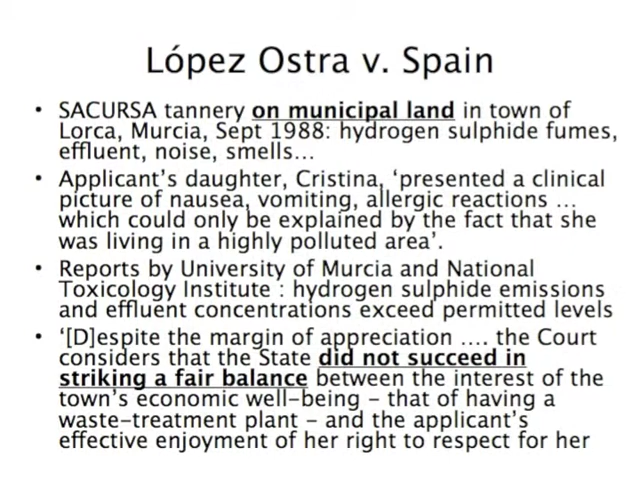 López Ostra v. Spain
• SACURSA tannery on municipal land in town of
Lorca, Murcia, Sept 1988: hydrogen sulphide fumes,
effluent, noise, smells…
• Applicant's daughter, Cristina, 'presented a clinical
picture of nausea, vomiting, allergic reactions …
which could only be explained by the fact that she
was living in a highly polluted area'.
• Reports by University of Murcia and National
Toxicology Institute : hydrogen sulphide emissions
and effluent concentrations exceed permitted levels
• '[D]espite the margin of appreciation …. the Court
considers that the State did not succeed in
striking a fair balance between the interest of the
town's economic well-being – that of having a
waste-treatment plant – and the applicant's
effective enjoyment of her right to respect for her